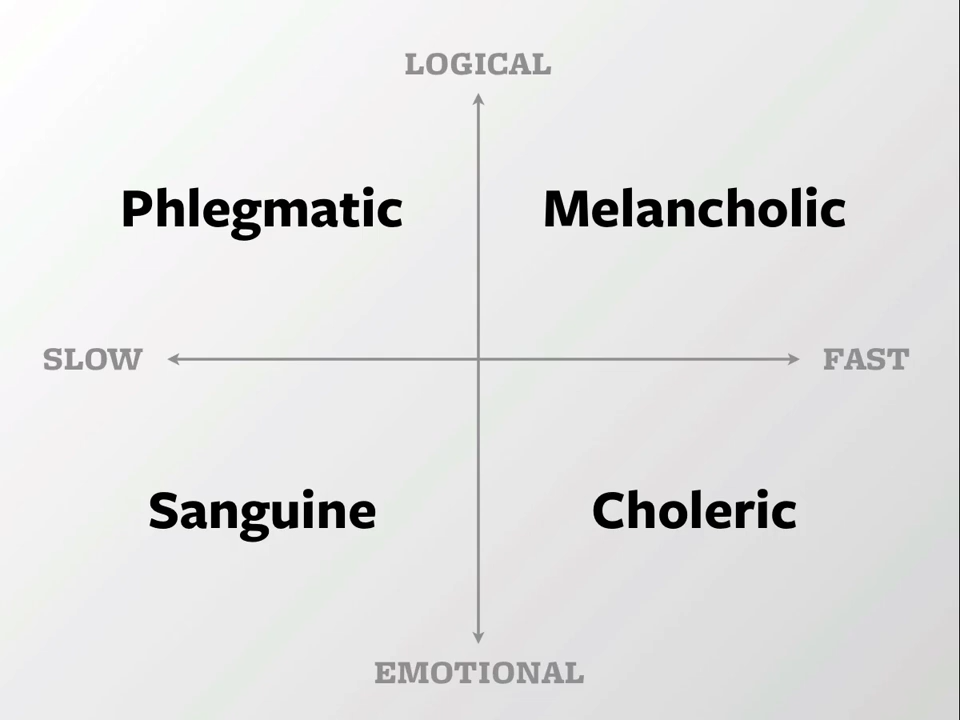 LOGICAL
Phlegmatic
Melancholic
SLOW
FAST
Sanguine
Choleric
EMOTIONAL